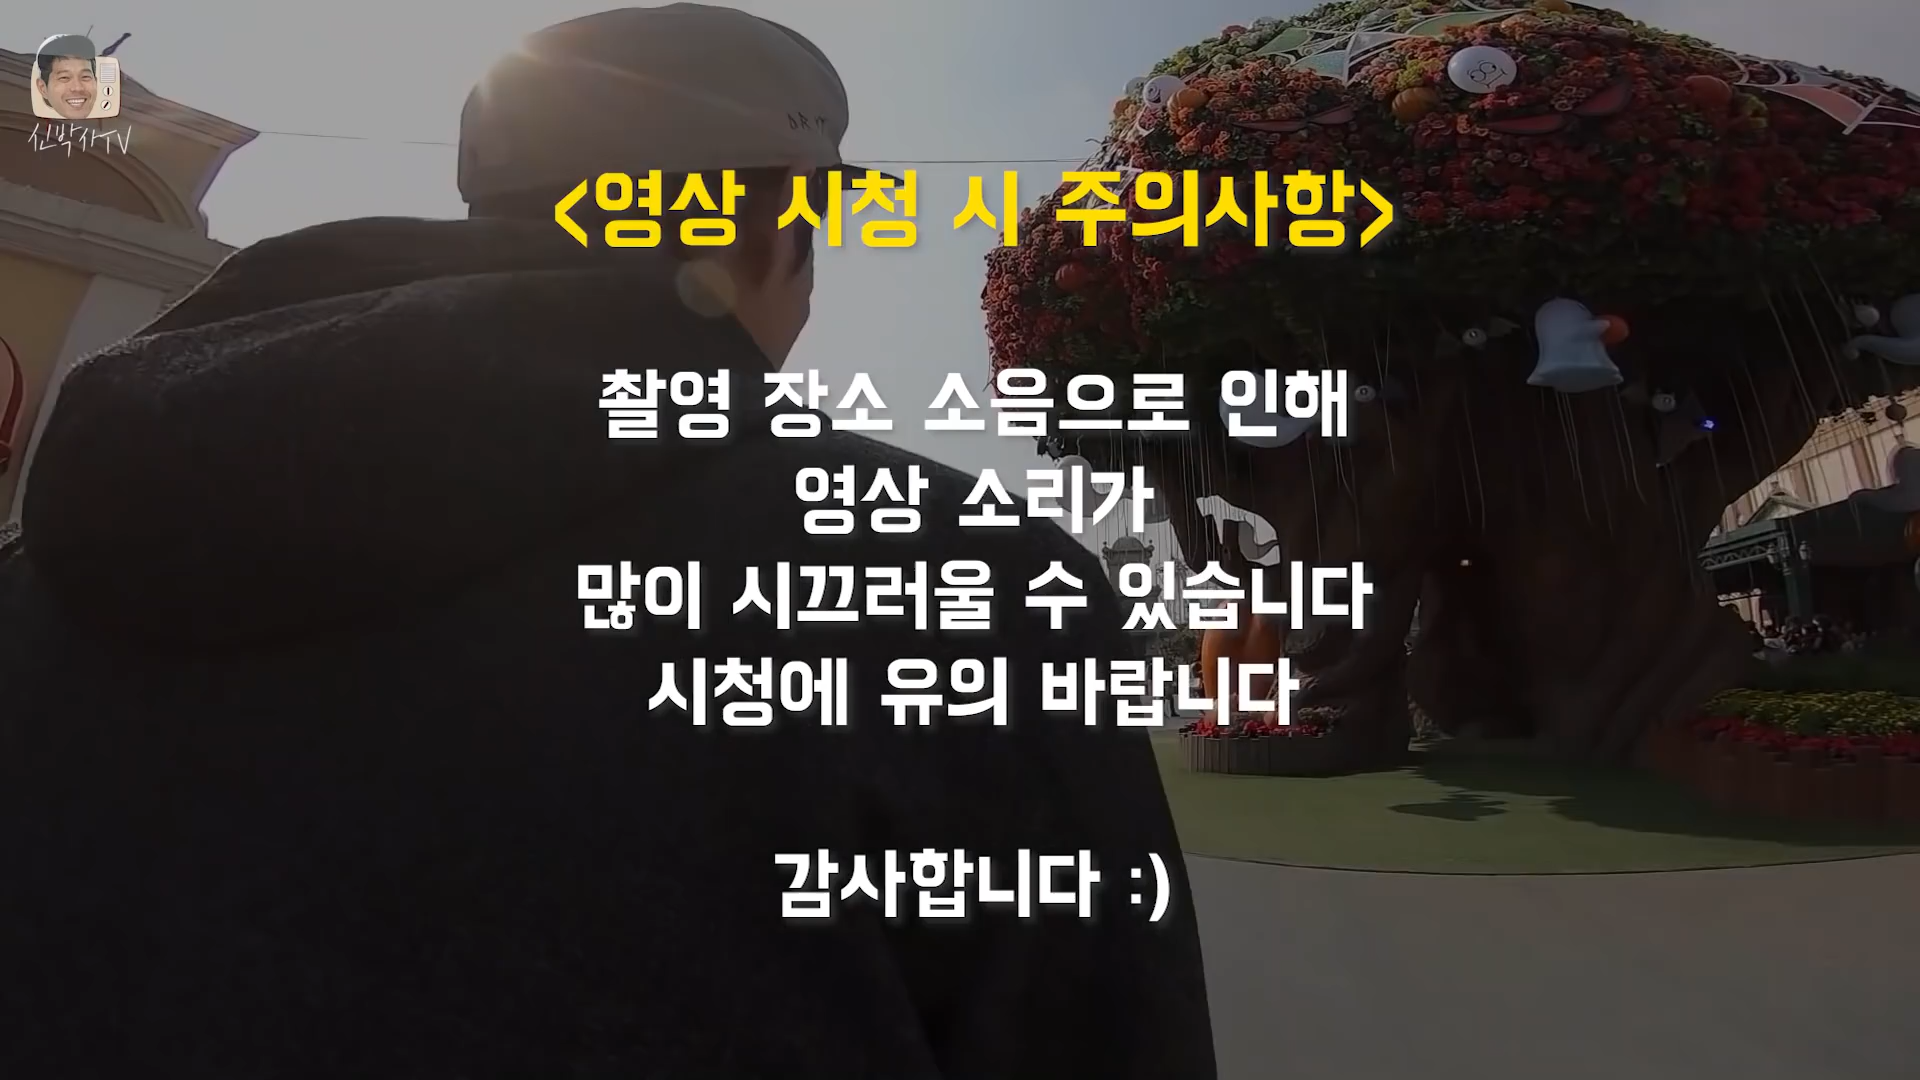 신박사TV
<영상 시청 시 주의사항>
촬영 장소 소음으로 인해
영상 소리가
많이 시끄러울 수 있습니다
시청에 유의 바랍니다
감사합니다 :)